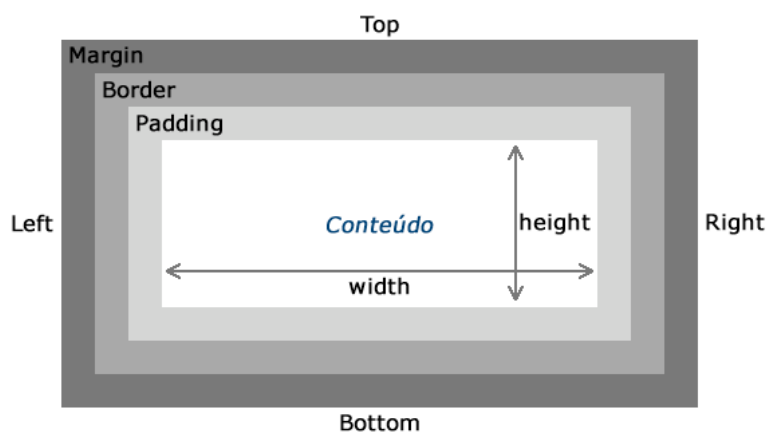 Top
Margin
Border
Padding
Left
Conteúdo
height
Right
width
Bottom